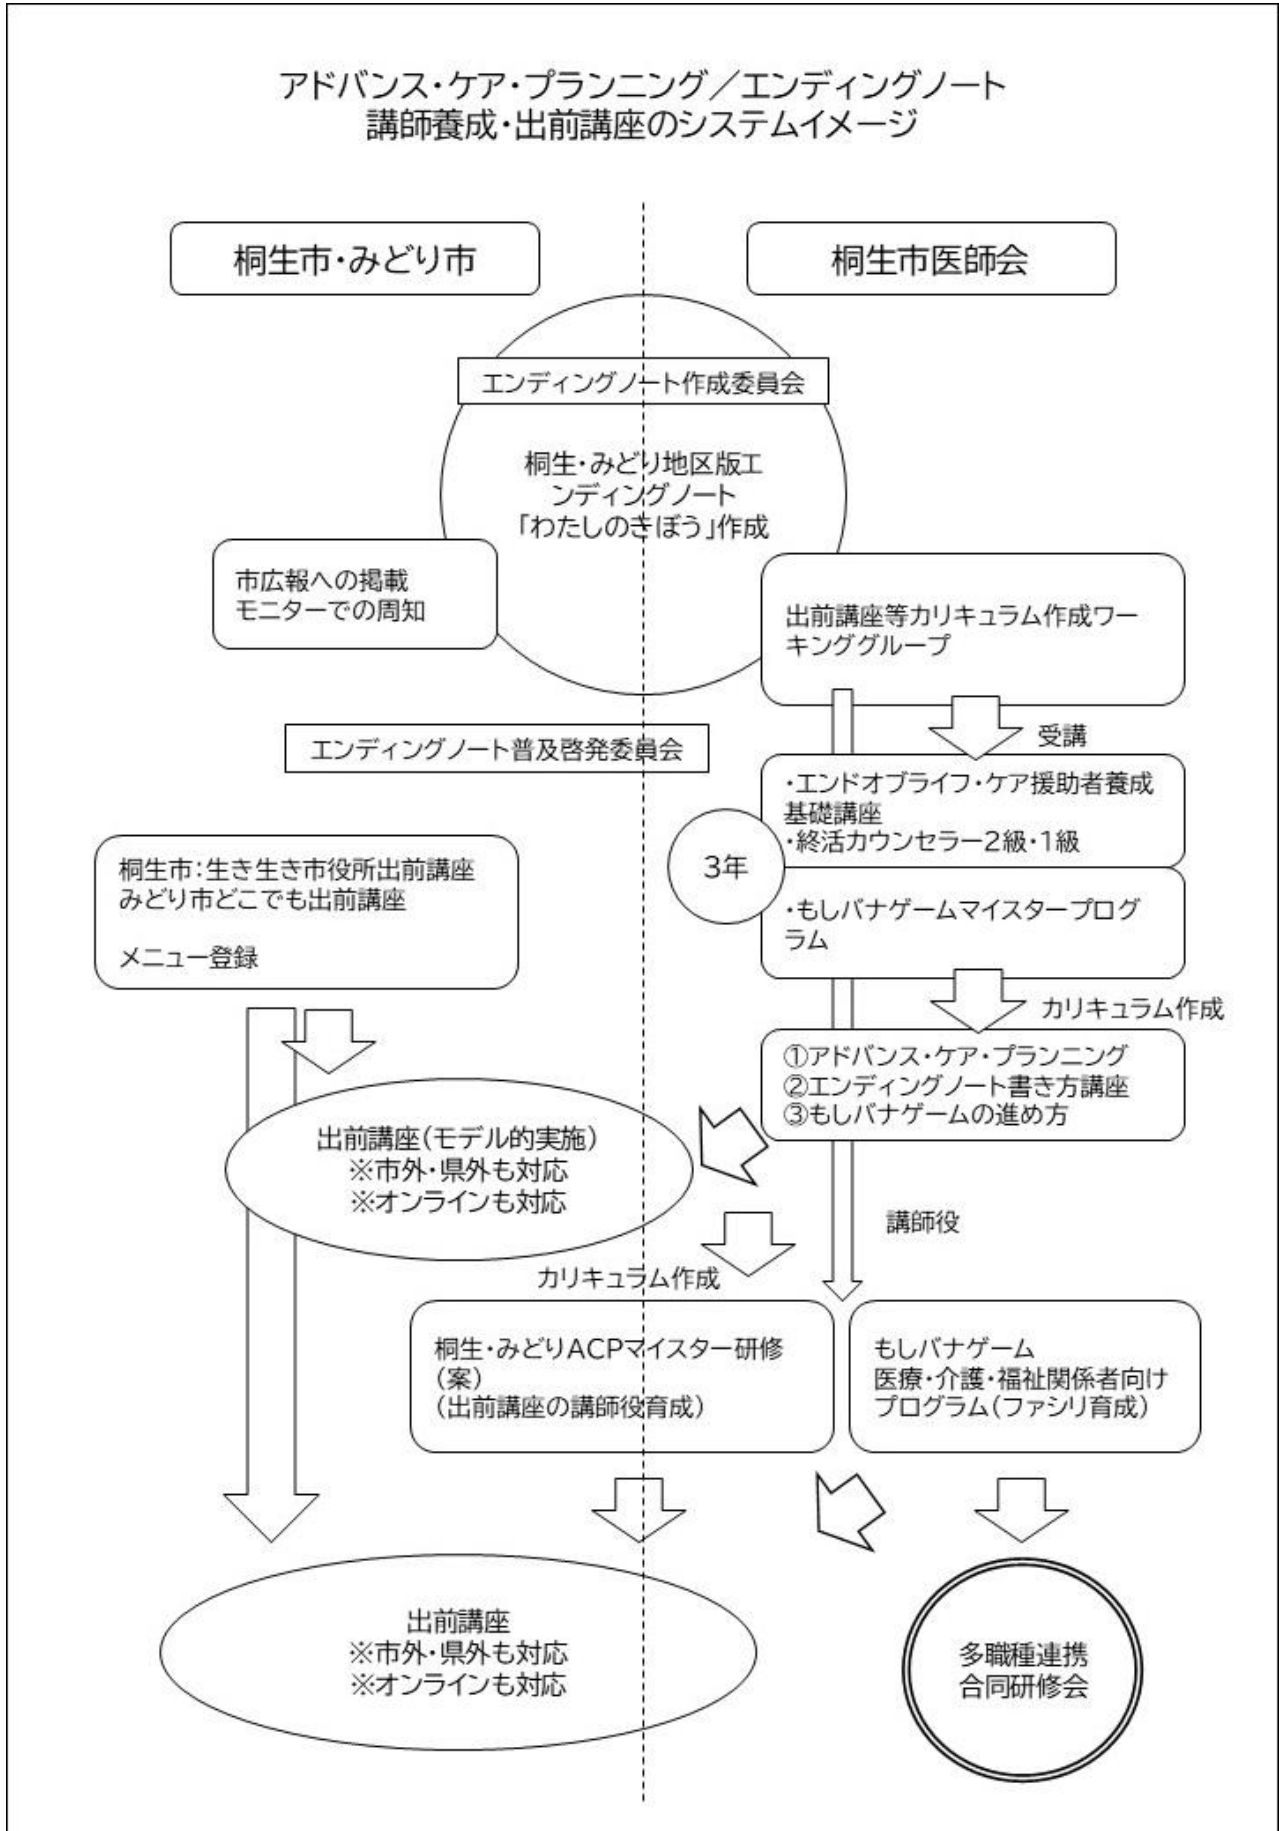 アドバンス・ケア・プランニング／エンディングノート
講師養成・出前講座のシステムイメージ
桐生市・みどり市
桐生市医師会
エンディングノート作成委員会
桐生・みどり地区版エ
ンディングノート
「わたしのきぼう」作成
市広報への掲載
モニターでの周知
出前講座等カリキュラム作成ワー
キンググループ
受講
エンディングノート普及啓発委員会
・エンドオブライフ・ケア援助者養成
基礎講座
・終活カウンセラー2級・1級
3年
・もしバナゲームマイスタープログ
ラム
桐生市：生き生き市役所出前講座
みどり市どこでも出前講座
メニュー登録
カリキュラム作成
①アドバンス・ケア・プランニング
②エンディングノート書き方講座
③もしバナゲームの進め方
出前講座（モデル的実施）
※市外・県外も対応
※オンラインも対応
講師役
カリキュラム作成
桐生・みどりACPマイスター研修
（案）
（出前講座の講師役育成）
もしバナゲーム
医療・介護・福祉関係者向け
プログラム（ファシリ育成）
出前講座
※市外・県外も対応
※オンラインも対応
多職種連携
合同研修会